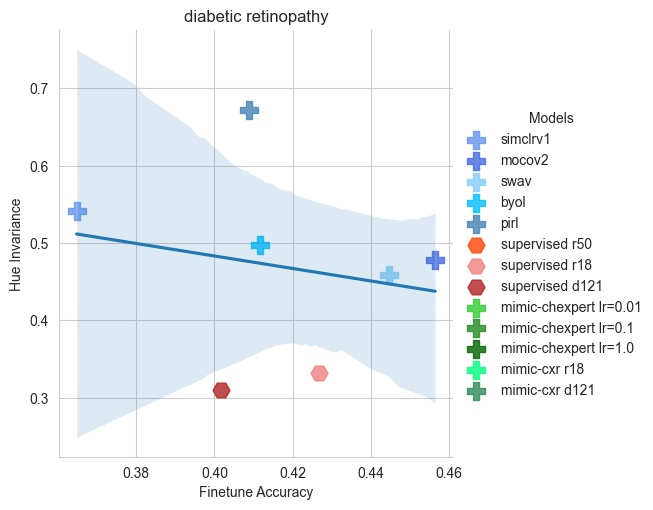 diabetic retinopathy
Hue Invariance
0.7
0.6
0.5
0.4
0.3
0.38
0.40
0.42
0.44
0.46
Finetune Accuracy
Models
simclrv1
mocov2
swav
byol
pirl
supervised r50
supervised r18
supervised d121
mimic-chexpert lr=0.01
mimic-chexpert lr=0.1
mimic-chexpert lr=1.0
mimic-cxr r18
mimic-cxr d121